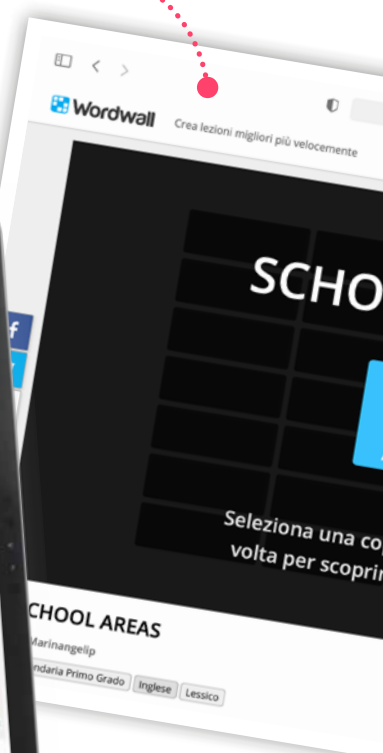 Wordwall
Crea lezioni migliori più velocemente
SCHO
f
Seleziona una co
volta per scoprir
CHOOL AREAS
Marinangelip
ndaria Primo Grado Inglese Lessico